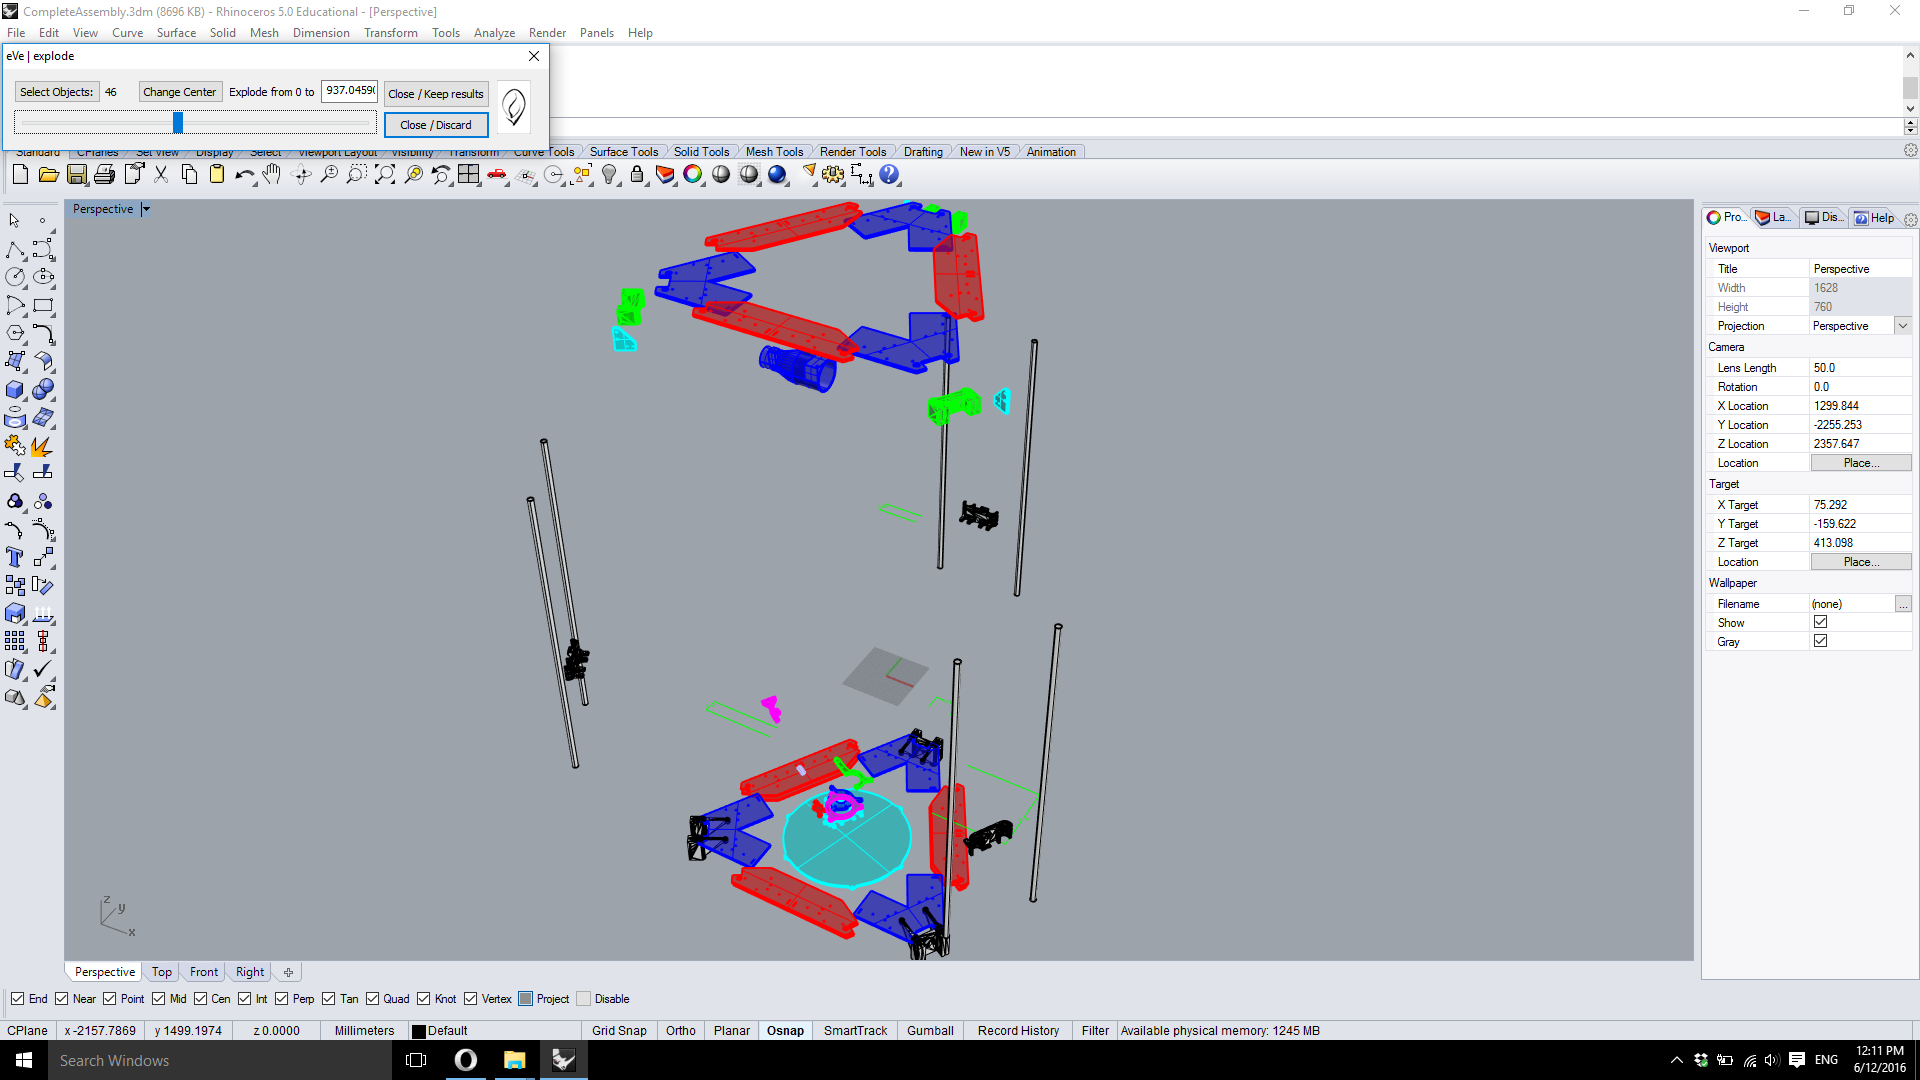 CompleteAssembly.3dm (8696 KB) - Rhinoceros 5.0 Educational - [Perspective]
File Edit View Curve Surface Solid Mesh Dimension Transform Tools Analyze Render Panels Help
eVe | explode
Select Objects: 46 Change Center Explode from 0 to 937.0459 Close / Keep results
Close / Discard
Standard CPlanes Set View Display Select Viewport Layout Visibility Transform Curve Tools Surface Tools Solid Tools Mesh Tools Render Tools Drafting New in V5 Animation
Perspective
Pro... La... Dis... Help
Viewport
Title Perspective
Width 1628
Height 760
Projection Perspective
Camera
Lens Length 50.0
Rotation 0.0
X Location 1299.844
Y Location -2255.253
Z Location 2357.647
Location Place...
Target
X Target 75.292
Y Target -159.622
Z Target 413.098
Location Place...
Wallpaper
Filename (none) ...
Show
Gray
z
y
x
Perspective Top Front Right
End Near Point Mid Cen Int Perp Tan Quad Knot Vertex Project Disable
CPlane x -2157.7869 y 1499.1974 z 0.0000 Millimeters Default Grid Snap Ortho Planar Osnap SmartTrack Gumball Record History Filter Available physical memory: 1245 MB
Search Windows
ENG
12:11 PM
6/12/2016